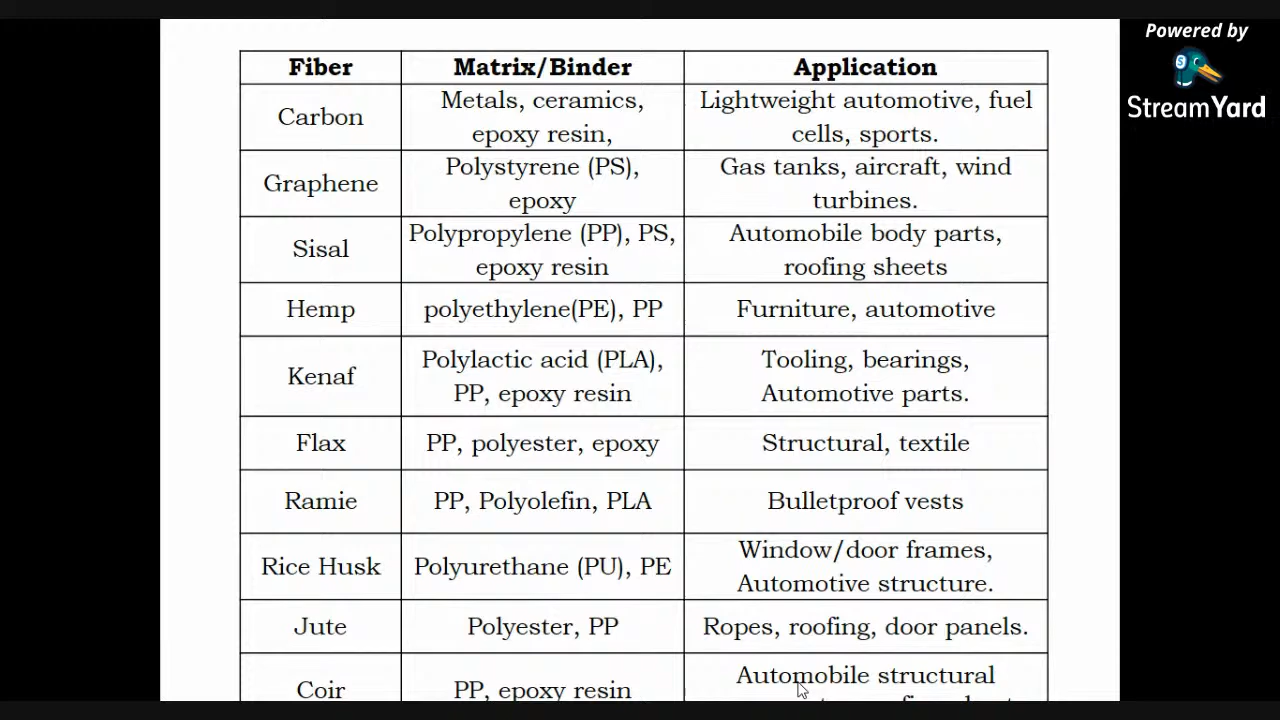 Powered by
StreamYard
Fiber Matrix/Binder Application
Carbon
Metals, ceramics,
epoxy resin,
Lightweight automotive, fuel
cells, sports.
Graphene
Polystyrene (PS),
epoxy
Gas tanks, aircraft, wind
turbines.
Sisal
Polypropylene (PP), PS,
epoxy resin
Automobile body parts,
roofing sheets
Hemp
polyethylene(PE), PP
Furniture, automotive
Kenaf
Polylactic acid (PLA),
PP, epoxy resin
Tooling, bearings,
Automotive parts.
Flax
PP, polyester, epoxy
Structural, textile
Ramie
PP, Polyolefin, PLA
Bulletproof vests
Rice Husk
Polyurethane (PU), PE
Window/door frames,
Automotive structure.
Jute
Polyester, PP
Ropes, roofing, door panels.
Coir
PP, epoxy resin
Automobile structural